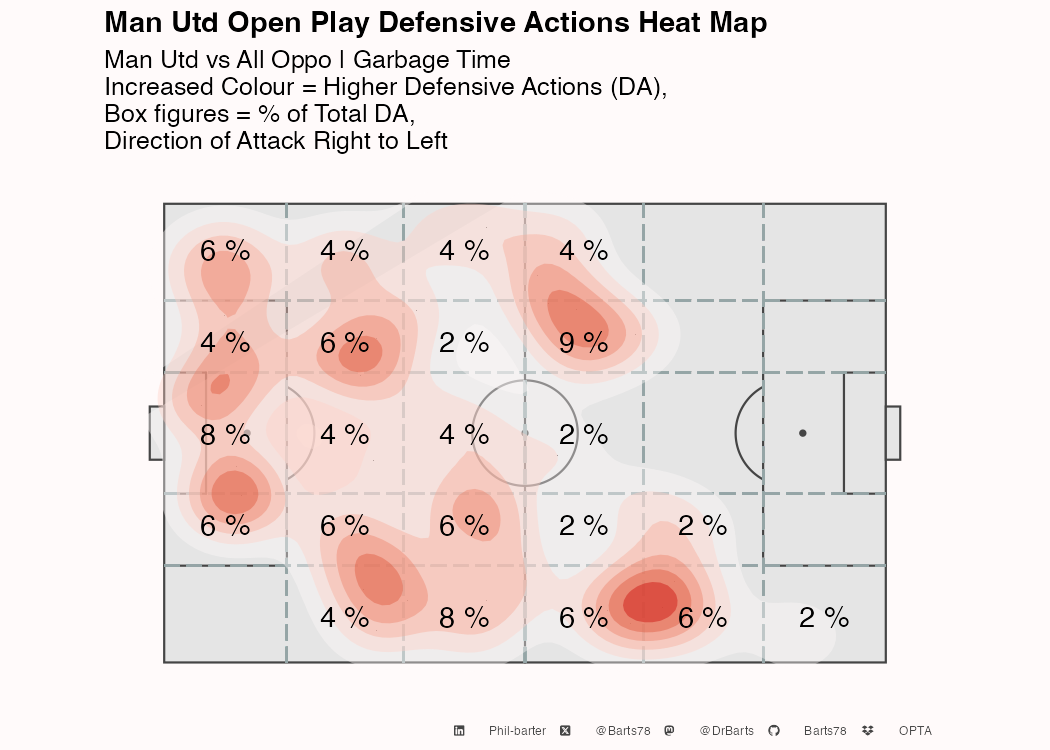 Man Utd Open Play Defensive Actions Heat Map
Man Utd vs All Oppo | Garbage Time
Increased Colour = Higher Defensive Actions (DA),
Box figures = % of Total DA,
Direction of Attack Right to Left
6 % 4 % 4 % 4 %
4 % 6 % 2 % 9 %
8 % 4 % 4 % 2 %
6 % 6 % 6 % 2 % 2 %
4 % 8 % 6 % 6 % 2 %
Phil-barter @Barts78 @DrBarts Barts78 OPTA